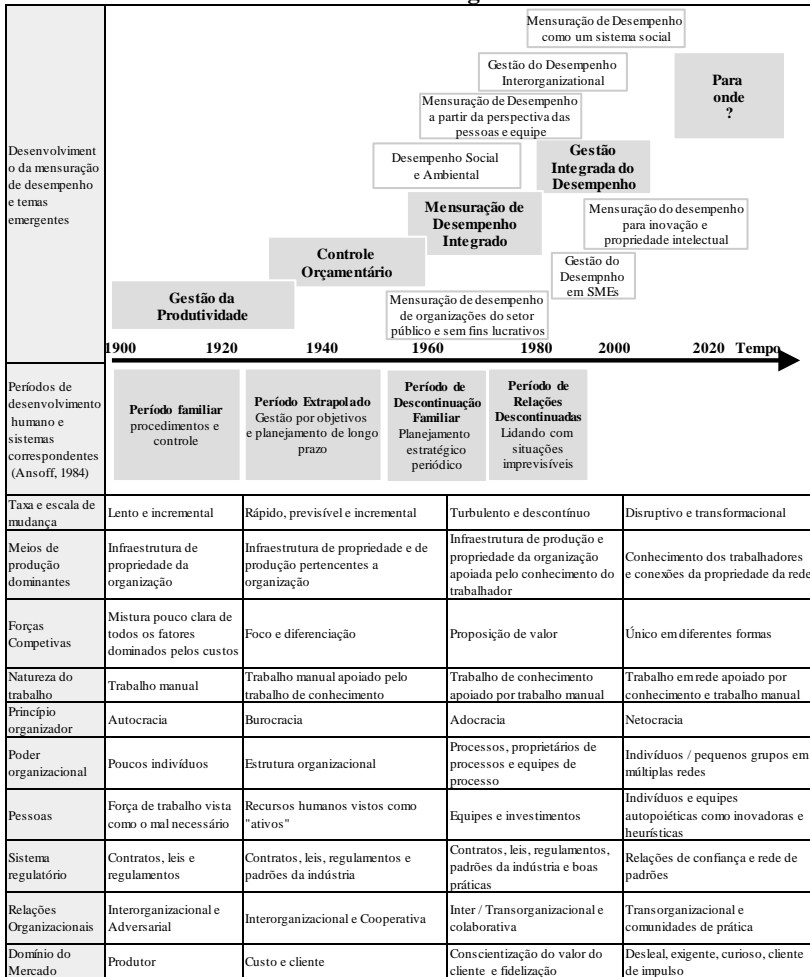 Mensuração de Desempenho
como um sistema social
Gestão do Desempenho
Interorganizational
Para
onde
?
Mensuração de Desempenho
a partir da perspectiva das
pessoas e equipe
Desenvolviment
o da mensuração
de desempenho
e temas
emergentes
Desempenho Social
e Ambiental
Gestão
Integrada do
Desempenho
Mensuração de
Desempenho
Integrado
Mensuração do desempenho
para inovação e
propriedade intelectual
Controle
Orçamentário
Gestão do
Desempnho
em SMEs
Gestão da
Produtividade
Mensuração de desempenho
de organizações do setor
público e sem fins lucrativos
1900 1920 1940 1960 1980 2000 2020 Tempo
Períodos de
desenvolvimento
humano e
sistemas
correspondentes
(Ansoff, 1984)
Período familiar
procedimentos e
controle
Período Extrapolado
Gestão por objetivos
e planejamento de longo
prazo
Período de
Descontinuação
Familiar
Planejamento
estratégico
periódico
Período de
Relações
Descontinuadas
Lidando com
situações
imprevisíveis
Taxa e escala de
mudança
Lento e incremental
Rápido, previsível e incremental
Turbulento e descontínuo
Disruptivo e transformacional
Meios de
produção
dominantes
Infraestrutura de
propriedade da
organização
Infraestrutura de propriedade e de
produção pertencentes a
organização
Infraestrutura de produção e
propriedade da organização
apoiada pelo conhecimento do
trabalhador
Conhecimento dos trabalhadores
e conexões da propriedade da rede
Forças
Competivas
Mistura pouco clara de
todos os fatores
dominados pelos custos
Foco e diferenciação
Proposição de valor
Único em diferentes formas
Natureza do
trabalho
Trabalho manual
Trabalho manual apoiado pelo
trabalho de conhecimento
Trabalho de conhecimento
apoiado por trabalho manual
Trabalho em rede apoiado por
conhecimento e trabalho manual
Princípio
organizador
Autocracia
Burocracia
Adocracia
Netocracia
Poder
organizacional
Poucos indivíduos
Estrutura organizacional
Processos, proprietários de
processos e equipes de
processo
Indivíduos / pequenos grupos em
múltiplas redes
Pessoas
Força de trabalho vista
como o mal necessário
Recursos humanos vistos como
"ativos"
Equipes e investimentos
Indivíduos e equipes
autopoiéticas como inovadoras e
heurísticas
Sistema
regulatório
Contratos, leis e
regulamentos
Contratos, leis, regulamentos e
padrões da indústria
Contratos, leis, regulamentos,
padrões da indústria e boas
práticas
Relações de confiança e rede de
padrões
Relações
Organizacionais
Interorganizacional e
Adversarial
Interorganizacional e Cooperativa
Inter / Transorganizacional e
colaborativa
Transorganizacional e
comunidades de prática
Domínio do
Mercado
Produtor
Custo e cliente
Conscientização do valor do
cliente e fidelização
Desleal, exigente, curioso, cliente
de impulso